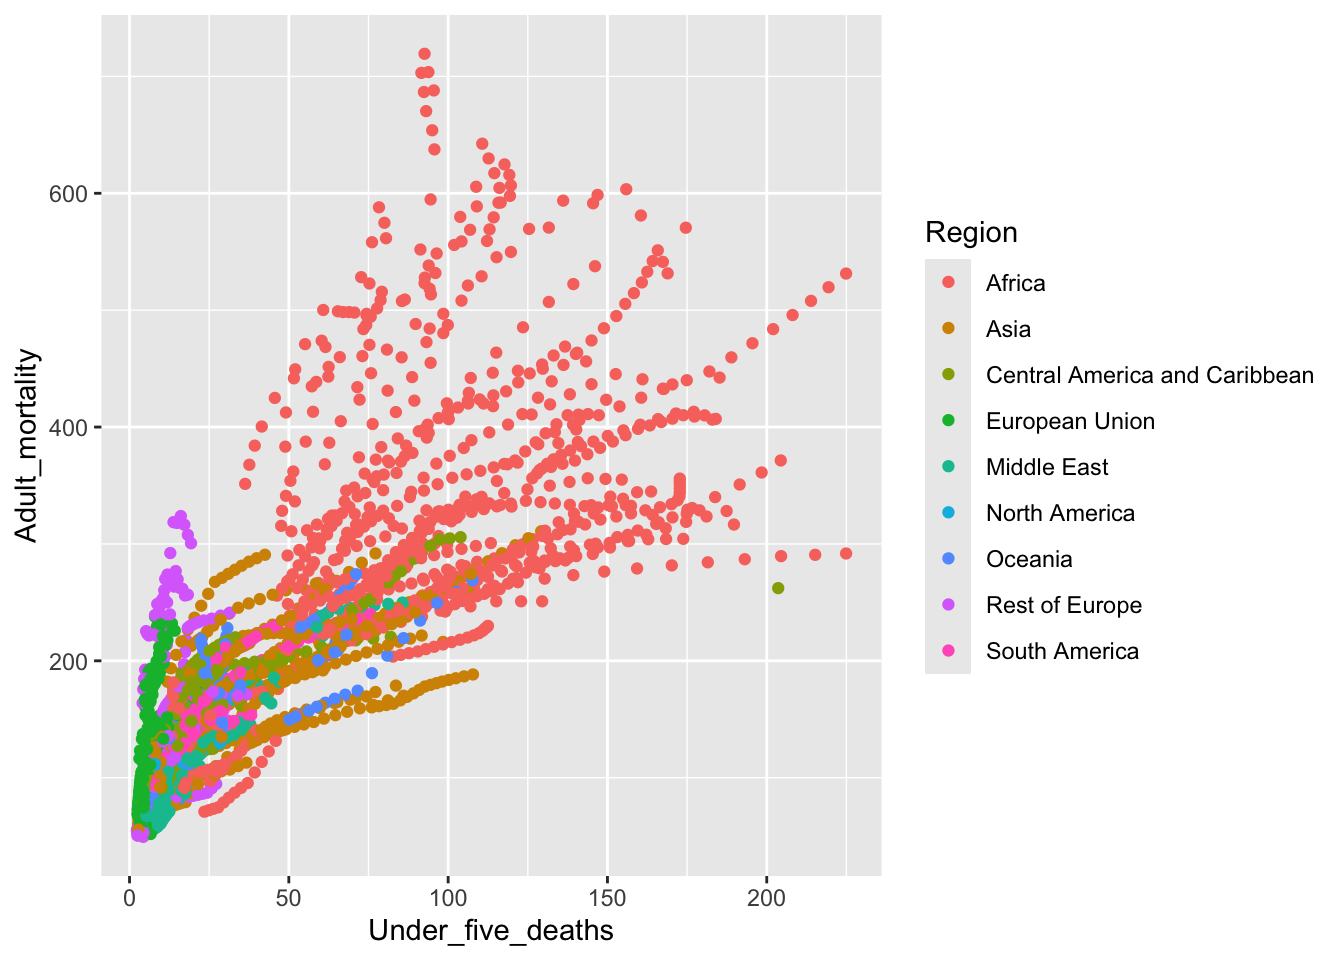 600
400
200
Adult_mortality
0
50
100
150
200
Under_five_deaths
Region
Africa
Asia
Central America and Caribbean
European Union
Middle East
North America
Oceania
Rest of Europe
South America